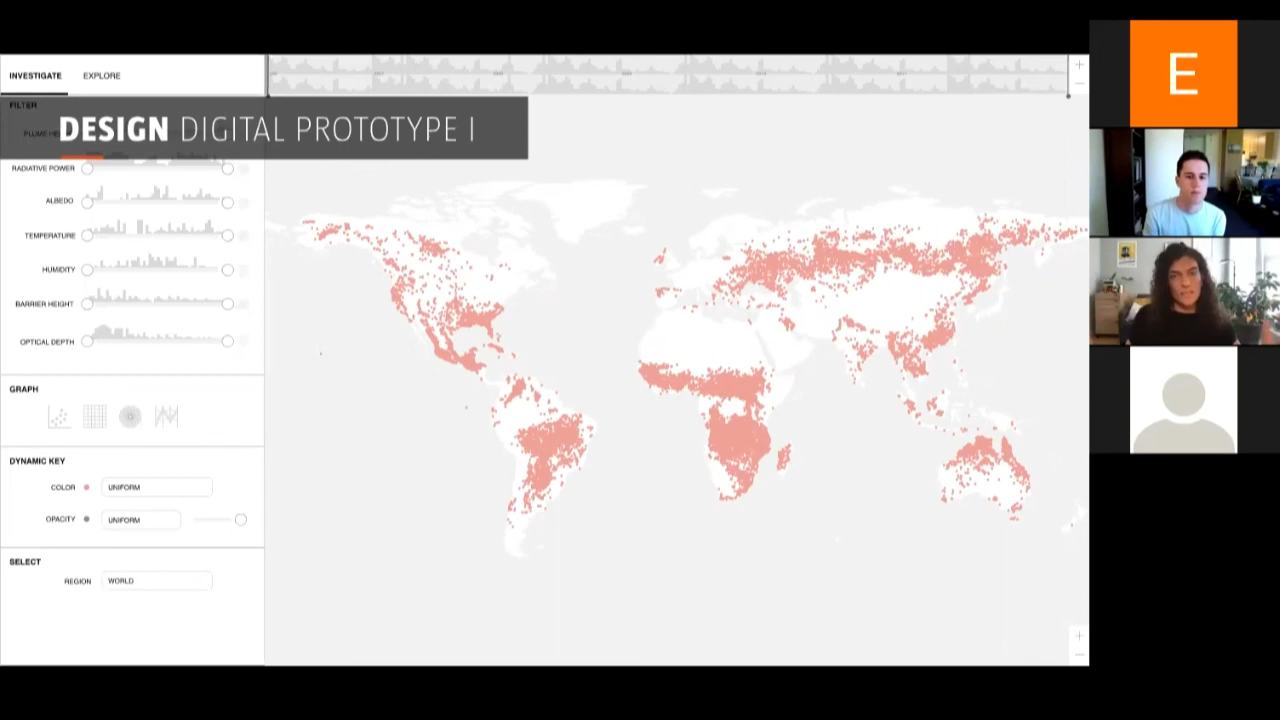 INVESTIGATE EXPLORE
FILTER
DESIGN DIGITAL PROTOTYPE I
RADIATIVE POWER
ALBEDO
TEMPERATURE
HUMIDITY
BARRIER HEIGHT
OPTICAL DEPTH
GRAPH
DYNAMIC KEY
COLOR UNIFORM
OPACITY UNIFORM
SELECT
REGION WORLD
E